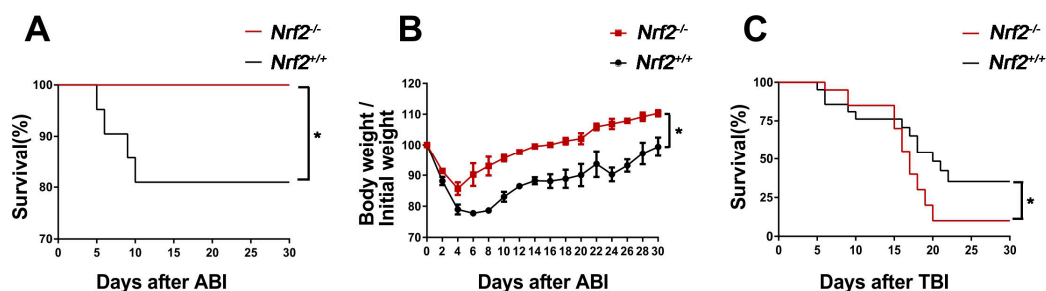 A
Nrf2-/-
Nrf2+/+
Survival(%)
100
90
80
70
*
0 5 10 15 20 25 30
Days after ABI
B
Nrf2-/-
Nrf2+/+
Body weight /
Initial weight
120
110
100
90
80
70
*
0 2 4 6 8 10 12 14 16 18 20 22 24 26 28 30
Days after ABI
C
Nrf2-/-
Nrf2+/+
Survival(%)
100
75
50
25
0
*
0 5 10 15 20 25 30
Days after TBI